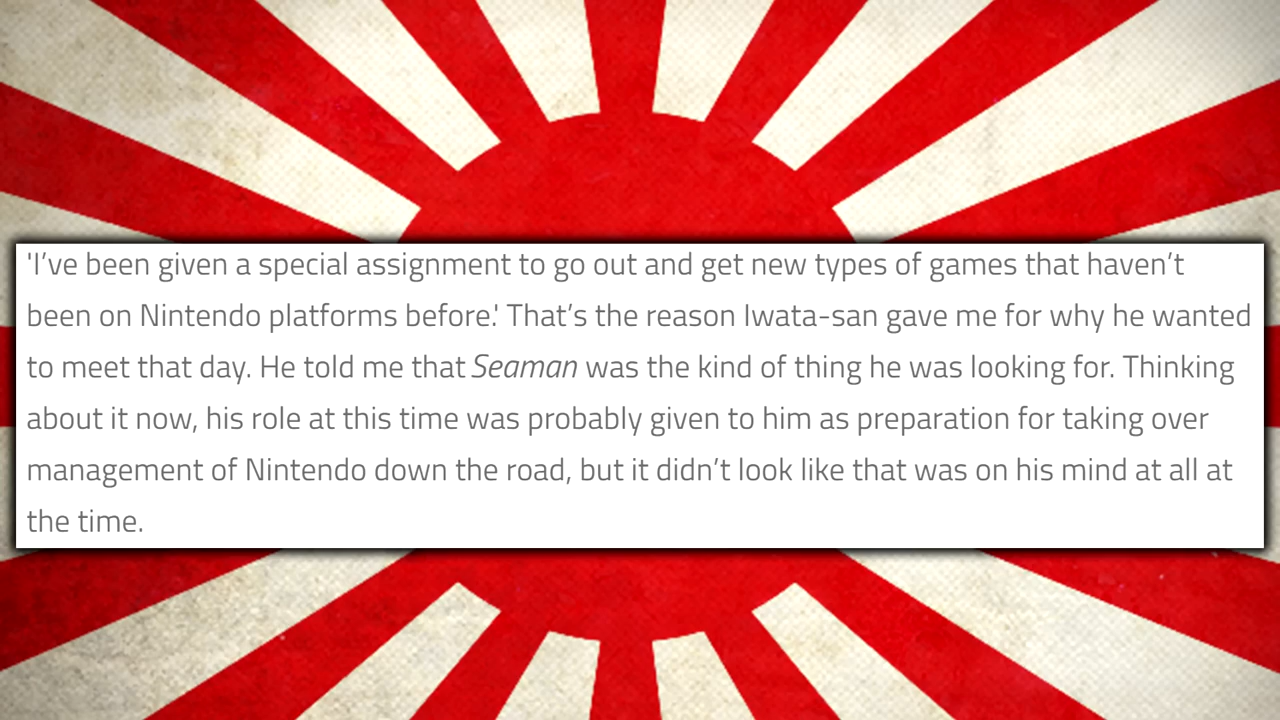 'I’ve been given a special assignment to go out and get new types of games that haven’t
been on Nintendo platforms before.' That’s the reason Iwata-san gave me for why he wanted
to meet that day. He told me that Seaman was the kind of thing he was looking for. Thinking
about it now, his role at this time was probably given to him as preparation for taking over
management of Nintendo down the road, but it didn’t look like that was on his mind at all at
the time.